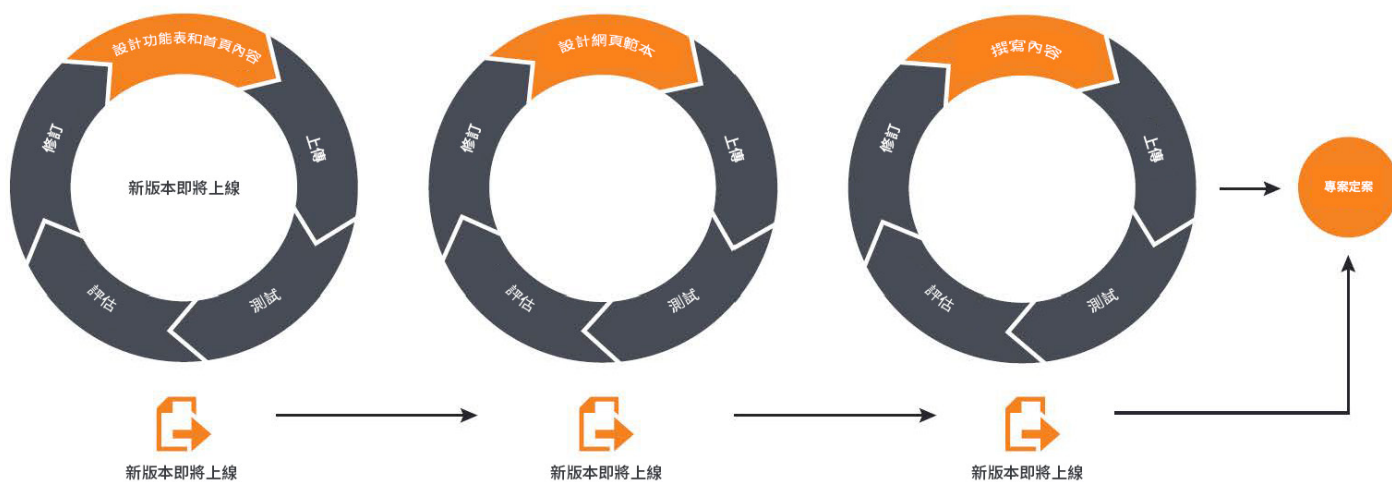 設計功能表和首頁內容
上傳
測試
評估
修訂
新版本即將上線
設計網頁範本
上傳
測試
評估
修訂
撰寫內容
上傳
測試
評估
修訂
專案定案
新版本即將上線
新版本即將上線
新版本即將上線